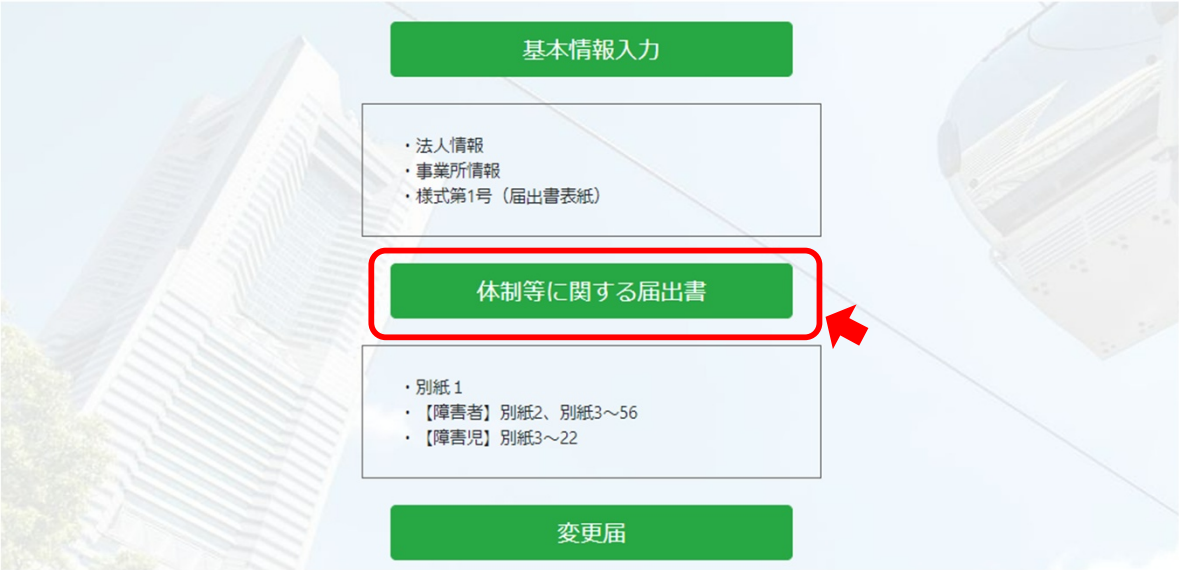 基本情報入力
・法人情報
・事業所情報
・様式第1号（届出書表紙）
体制等に関する届出書
・別紙１
・【障害者】別紙2、別紙3～56
・【障害児】別紙3～22
変更届